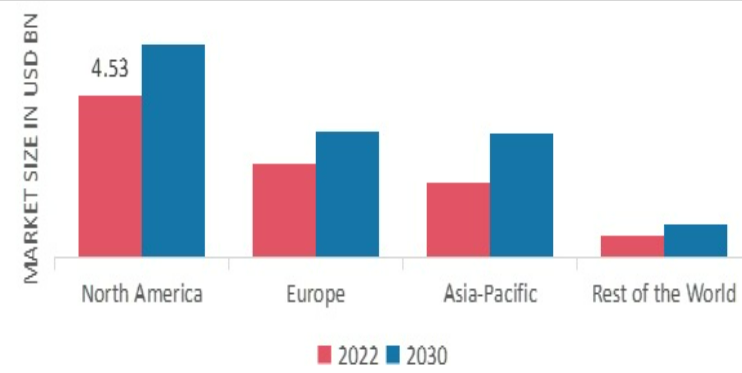 MARKET SIZE IN USD BN
4.53
North America
Europe
Asia-Pacific
Rest of the World
2022
2030